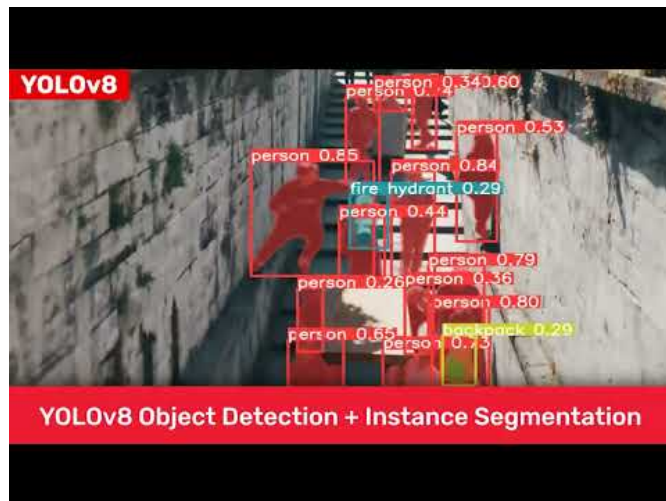 YOLOv8
person 0.34
0.60
person
person 0.53
person 0.85
person 0.84
fire hydrant 0.29
person 0.44
0.79
person 0.26
person 0.36
person 0.80
backpack 0.29
person 0.65
person 0.73
YOLOv8 Object Detection + Instance Segmentation